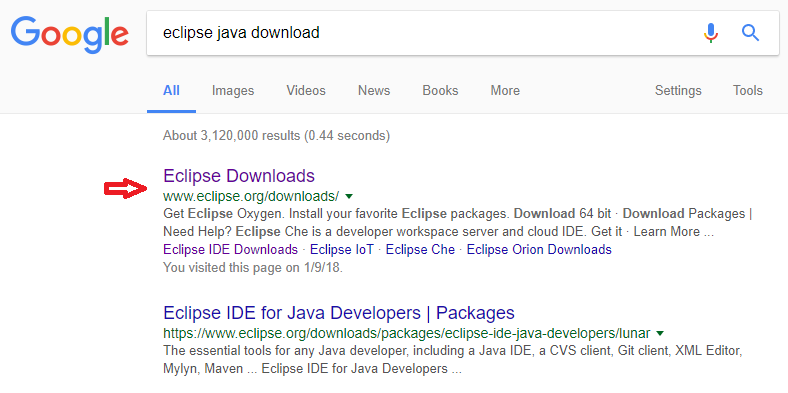 Google
eclipse java download
All Images Videos News Books More Settings Tools
About 3,120,000 results (0.44 seconds)
Eclipse Downloads
www.eclipse.org/downloads/
Get Eclipse Oxygen. Install your favorite Eclipse packages. Download 64 bit · Download Packages |
Need Help? Eclipse Che is a developer workspace server and cloud IDE. Get it · Learn More ...
Eclipse IDE Downloads · Eclipse IoT · Eclipse Che · Eclipse Orion Downloads
You visited this page on 1/9/18.
Eclipse IDE for Java Developers | Packages
https://www.eclipse.org/downloads/packages/eclipse-ide-java-developers/lunar
The essential tools for any Java developer, including a Java IDE, a CVS client, Git client, XML Editor,
Mylyn, Maven ... Eclipse IDE for Java Developers ...